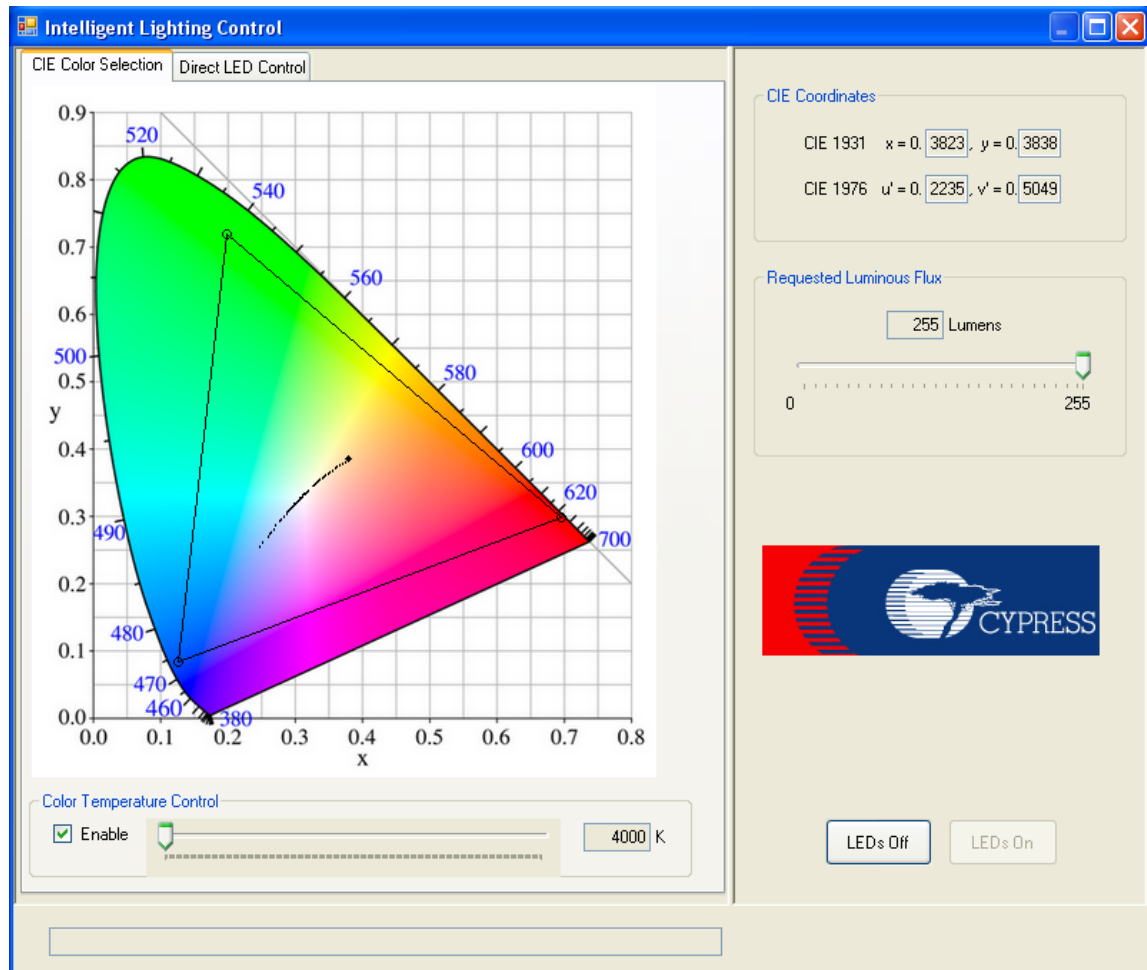 Intelligent Lighting Control
CIE Color Selection
Direct LED Control
0.9
0.8
0.7
0.6
0.5
y
0.4
0.3
0.2
0.1
0.0
0.0 0.1 0.2 0.3 0.4 0.5 0.6 0.7 0.8
x
520
540
560
500
580
600
620
490
700
480
470
460
380
Color Temperature Control
Enable
4000 K
CIE Coordinates
CIE 1931 x = 0. 3823 , y = 0. 3838
CIE 1976 u' = 0. 2235 , v' = 0. 5049
Requested Luminous Flux
255 Lumens
0 255
CYPRESS
LEDs Off
LEDs On